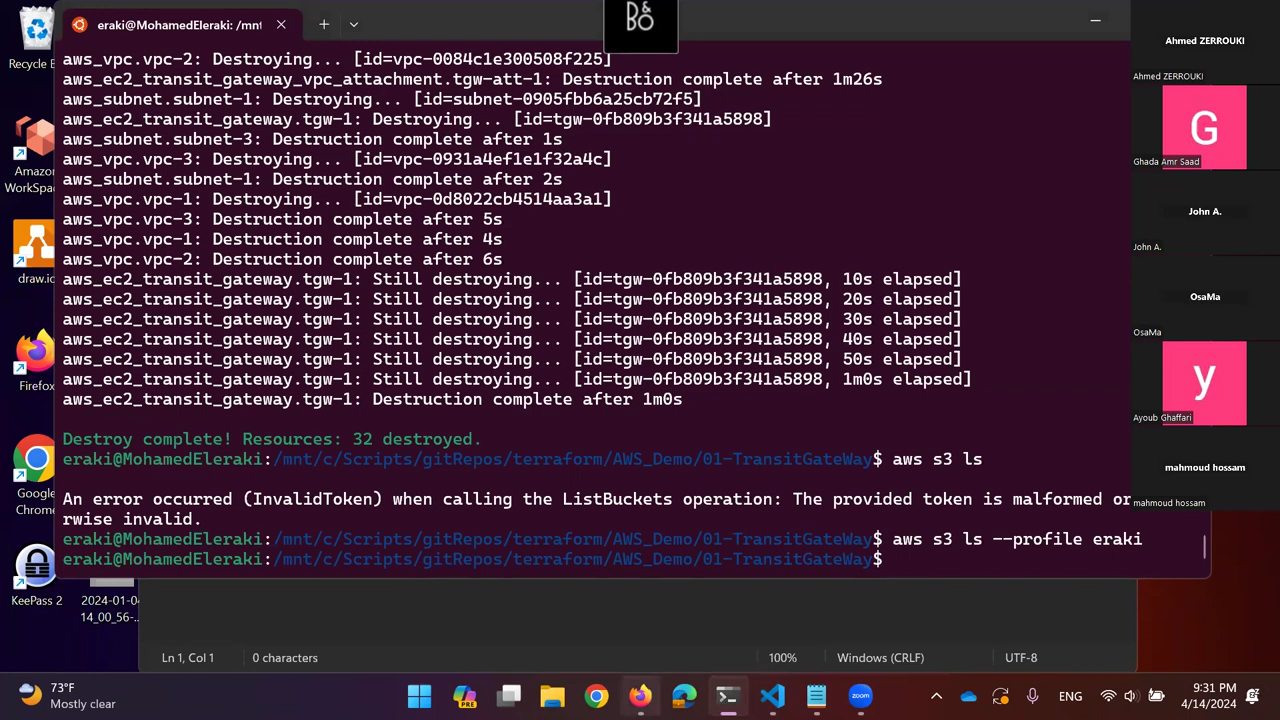 Recycle B
Amazon
WorkSpac
draw.io
Firefox
Google
Chrome
KeePass 2
2024-01-04
14_00_56-...
eraki@MohamedEleraki: /mnt
D&
BO
aws_vpc.vpc-2: Destroying... [id=vpc-0084c1e300508f225]
aws_ec2_transit_gateway_vpc_attachment.tgw-att-1: Destruction complete after 1m26s
aws_subnet.subnet-1: Destroying... [id=subnet-0905fbb6a25cb72f5]
aws_ec2_transit_gateway.tgw-1: Destroying... [id=tgw-0fb809b3f341a5898]
aws_subnet.subnet-3: Destruction complete after 1s
aws_vpc.vpc-3: Destroying... [id=vpc-0931a4ef1e1f32a4c]
aws_subnet.subnet-1: Destruction complete after 2s
aws_vpc.vpc-1: Destroying... [id=vpc-0d8022cb4514aa3a1]
aws_vpc.vpc-3: Destruction complete after 5s
aws_vpc.vpc-1: Destruction complete after 4s
aws_vpc.vpc-2: Destruction complete after 6s
aws_ec2_transit_gateway.tgw-1: Still destroying... [id=tgw-0fb809b3f341a5898, 10s elapsed]
aws_ec2_transit_gateway.tgw-1: Still destroying... [id=tgw-0fb809b3f341a5898, 20s elapsed]
aws_ec2_transit_gateway.tgw-1: Still destroying... [id=tgw-0fb809b3f341a5898, 30s elapsed]
aws_ec2_transit_gateway.tgw-1: Still destroying... [id=tgw-0fb809b3f341a5898, 40s elapsed]
aws_ec2_transit_gateway.tgw-1: Still destroying... [id=tgw-0fb809b3f341a5898, 50s elapsed]
aws_ec2_transit_gateway.tgw-1: Still destroying... [id=tgw-0fb809b3f341a5898, 1m0s elapsed]
aws_ec2_transit_gateway.tgw-1: Destruction complete after 1m0s
Destroy complete! Resources: 32 destroyed.
eraki@MohamedEleraki:/mnt/c/Scripts/gitRepos/terraform/AWS_Demo/01-TransitGateWay$ aws s3 ls
An error occurred (InvalidToken) when calling the ListBuckets operation: The provided token is malformed or
rwise invalid.
eraki@MohamedEleraki:/mnt/c/Scripts/gitRepos/terraform/AWS_Demo/01-TransitGateWay$ aws s3 ls --profile eraki
eraki@MohamedEleraki:/mnt/c/Scripts/gitRepos/terraform/AWS_Demo/01-TransitGateWay$
Ahmed ZERROUKI
Ahmed ZERROUKI
G
Ghada Amr Saad
John A.
John A.
OsaMa
OsaMa
y
Ayoub Ghaffari
mahmoud hossam
mahmoud hossam
Ln 1, Col 1
0 characters
100%
Windows (CRLF)
UTF-8
73°F
Mostly clear
PRE
zoom
ENG
9:31 PM
4/14/2024